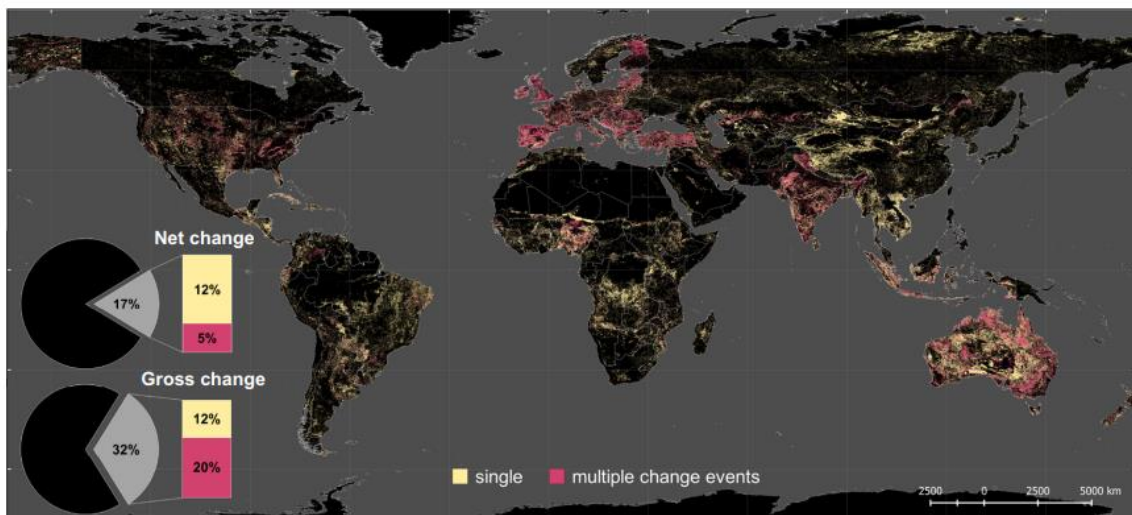 Net change
17%
12%
5%
Gross change
32%
12%
20%
single
multiple change events
2500 0 2500 5000 km